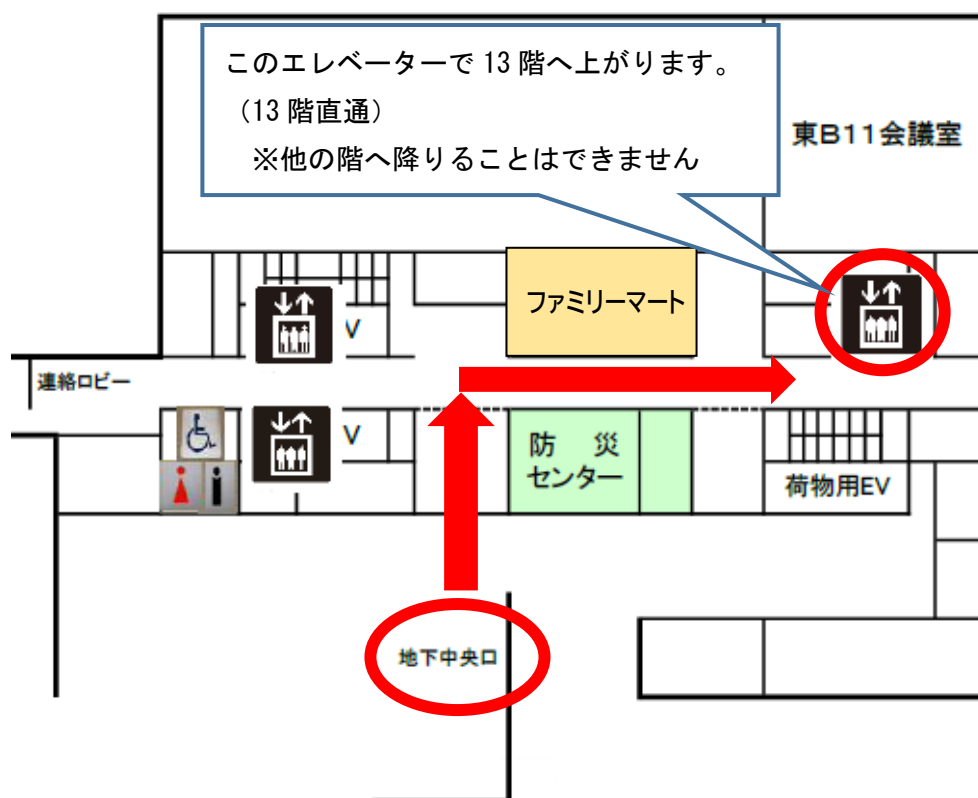 このエレベーターで 13 階へ上がります。
（13 階直通）
※他の階へ降りることはできません
東Ｂ１１会議室
ファミリーマート
V
連絡ロビー
V
防　災
センター
荷物用EV
地下中央口